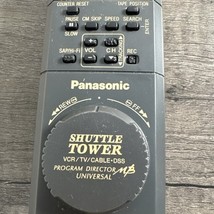 COUNTER RESET TAPE POSITION
PAUSE CM SKIP SPEED SEARCH
SLOW
ENTER
VOL CH
SAP/Hi-Fi REC
Panasonic
REW FF
SHUTTLE
TOWER
VCR/TV/CABLE•DSS
PROGRAM DIRECTOR
UNIVERSAL